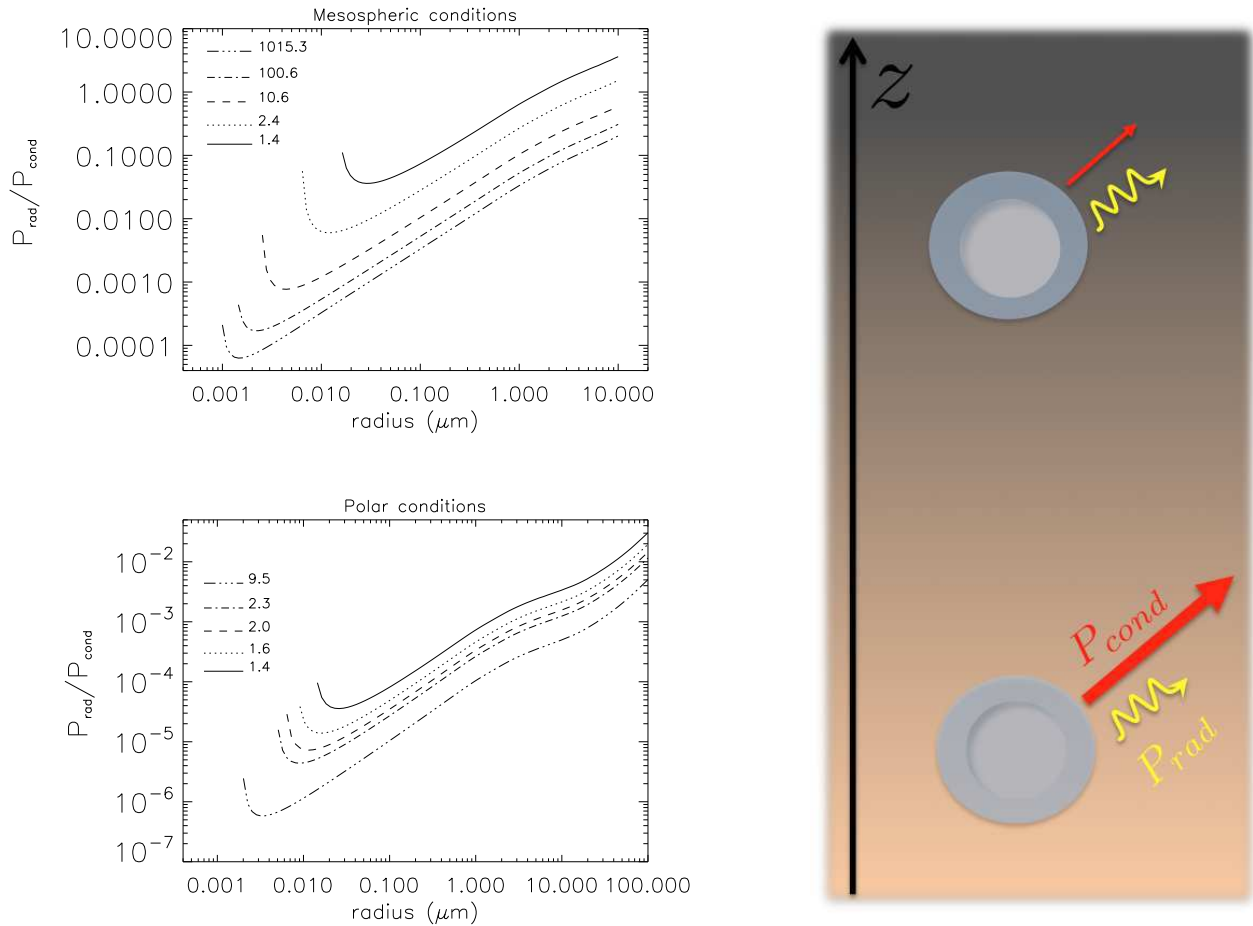 Mesospheric conditions
10.0000
1.0000
0.1000
0.0100
0.0010
0.0001
P_rad/P_cond
1015.3
100.6
10.6
2.4
1.4
0.001 0.010 0.100 1.000 10.000
radius (μm)
Polar conditions
10^-2
10^-3
10^-4
10^-5
10^-6
10^-7
P_rad/P_cond
9.5
2.3
2.0
1.6
1.4
0.001 0.010 0.100 1.000 10.000 100.000
radius (μm)
z
P_cond
P_rad